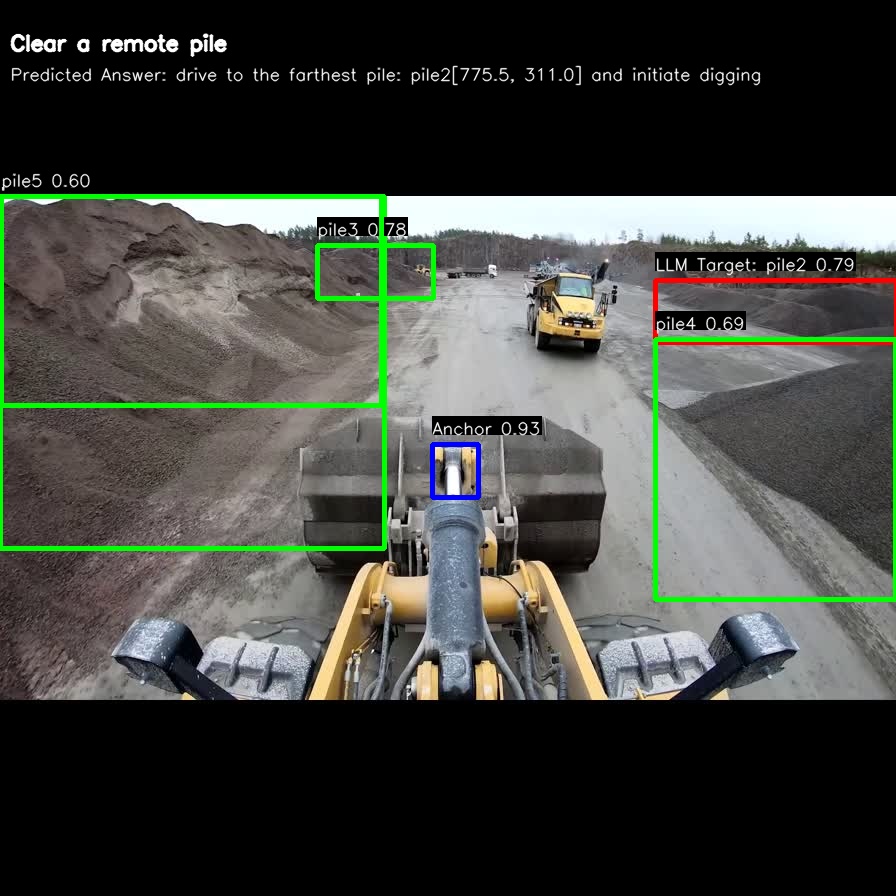 Clear a remote pile
Predicted Answer: drive to the farthest pile: pile2[775.5, 311.0] and initiate digging
pile5 0.60
pile3 0.78
LLM Target: pile2 0.79
pile4 0.69
Anchor 0.93